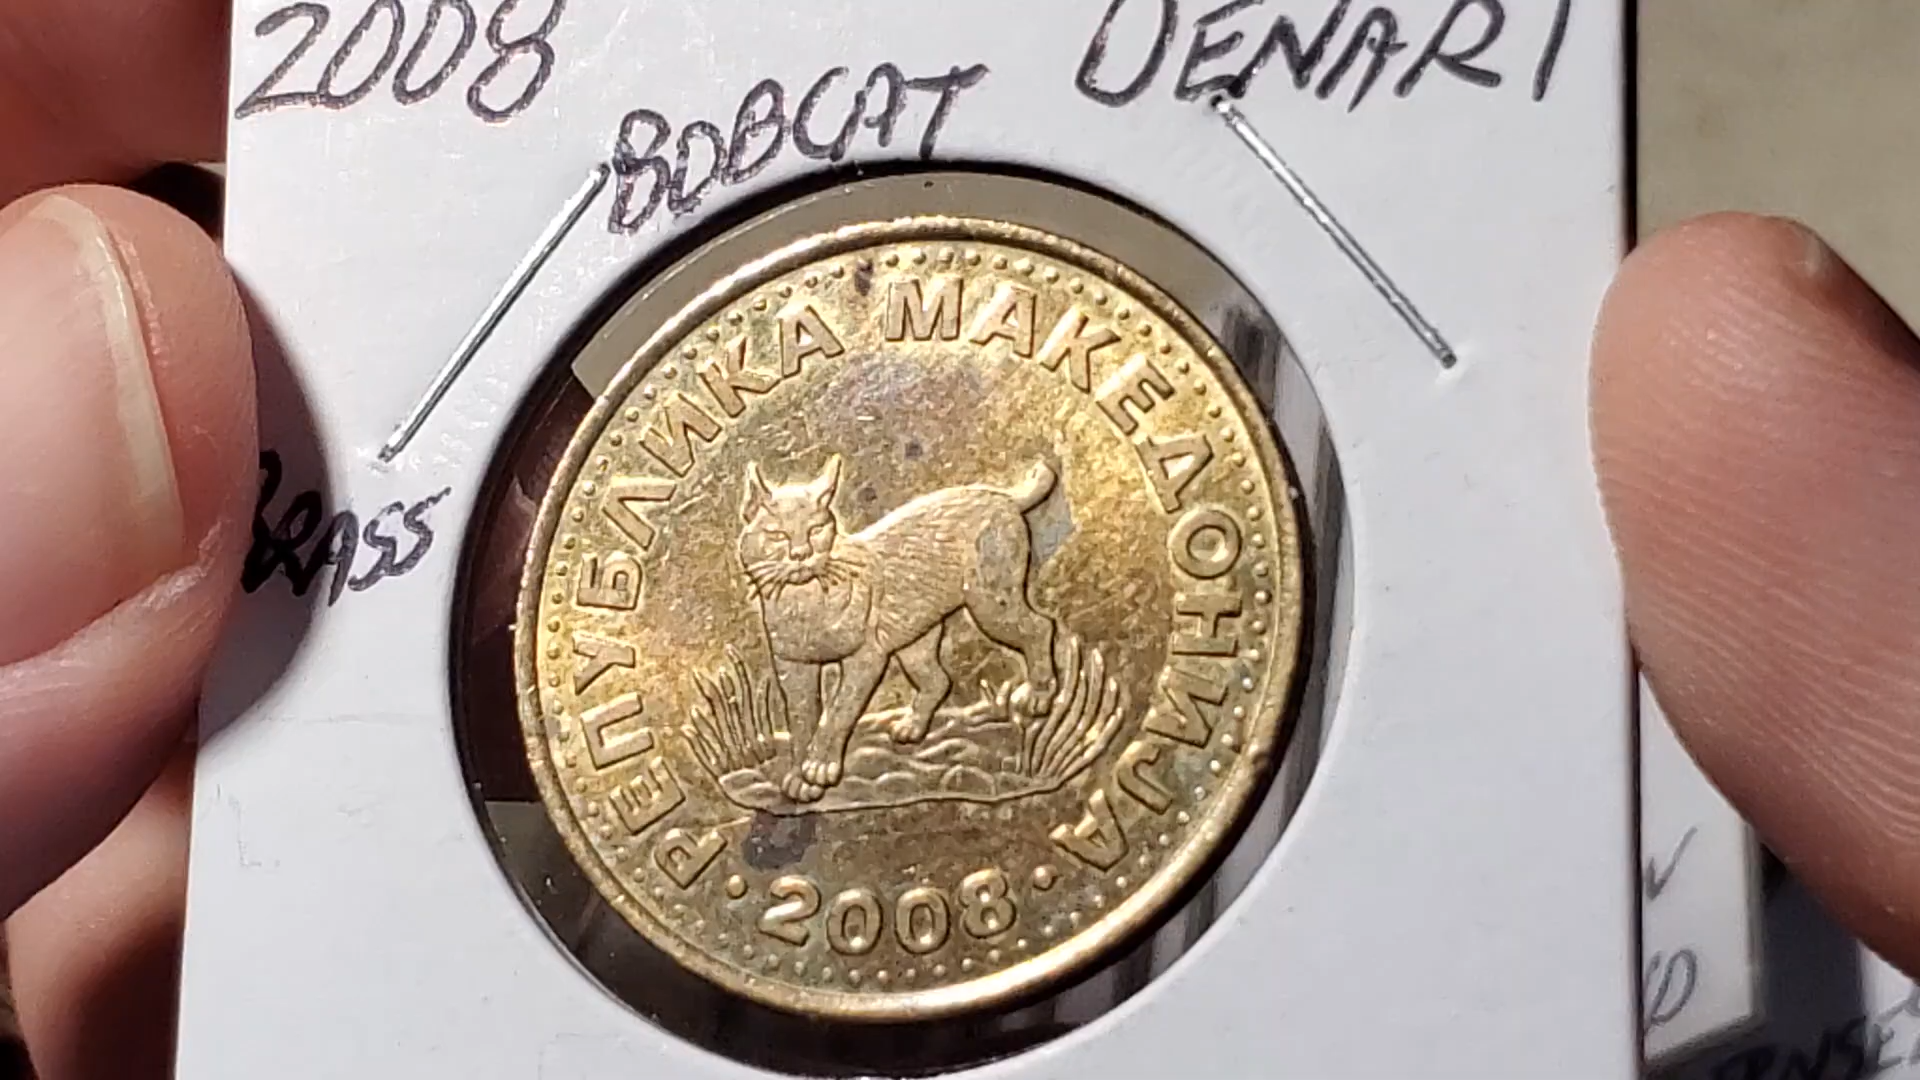 2008
DENARI
BOBCAT
BRASS
РЕПУБЛИКА МАКЕДОНИЈА
· 2008 ·